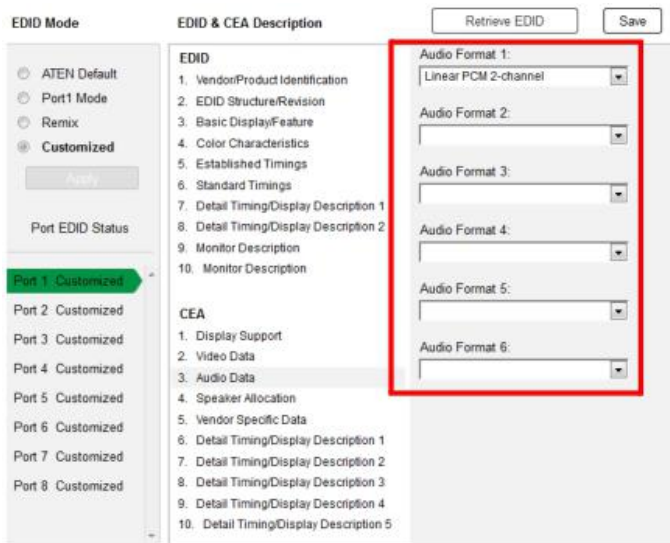 EDID Mode
EDID & CEA Description
Retrieve EDID
Save
ATEN Default
Port1 Mode
Remix
Customized
Apply
Port EDID Status
Port 1 Customized
Port 2 Customized
Port 3 Customized
Port 4 Customized
Port 5 Customized
Port 6 Customized
Port 7 Customized
Port 8 Customized
EDID
1. Vendor/Product Identification
2. EDID Structure/Revision
3. Basic Display/Feature
4. Color Characteristics
5. Established Timings
6. Standard Timings
7. Detail Timing/Display Description 1
8. Detail Timing/Display Description 2
9. Monitor Description
10. Monitor Description
CEA
1. Display Support
2. Video Data
3. Audio Data
4. Speaker Allocation
5. Vendor Specific Data
6. Detail Timing/Display Description 1
7. Detail Timing/Display Description 2
8. Detail Timing/Display Description 3
9. Detail Timing/Display Description 4
10. Detail Timing/Display Description 5
Audio Format 1:
Linear PCM 2-channel
Audio Format 2:
Audio Format 3:
Audio Format 4:
Audio Format 5:
Audio Format 6: